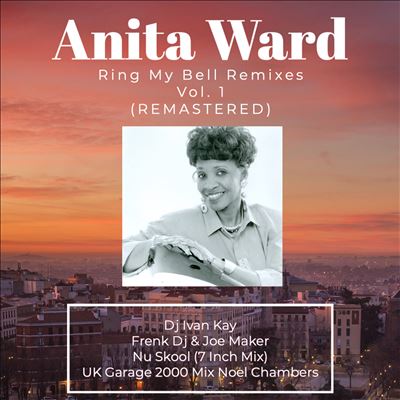 Anita Ward
Ring My Bell Remixes
Vol. 1
(REMASTERED)
Dj Ivan Kay
Frenk Dj & Joe Maker
Nu Skool (7 Inch Mix)
UK Garage 2000 Mix Noel Chambers